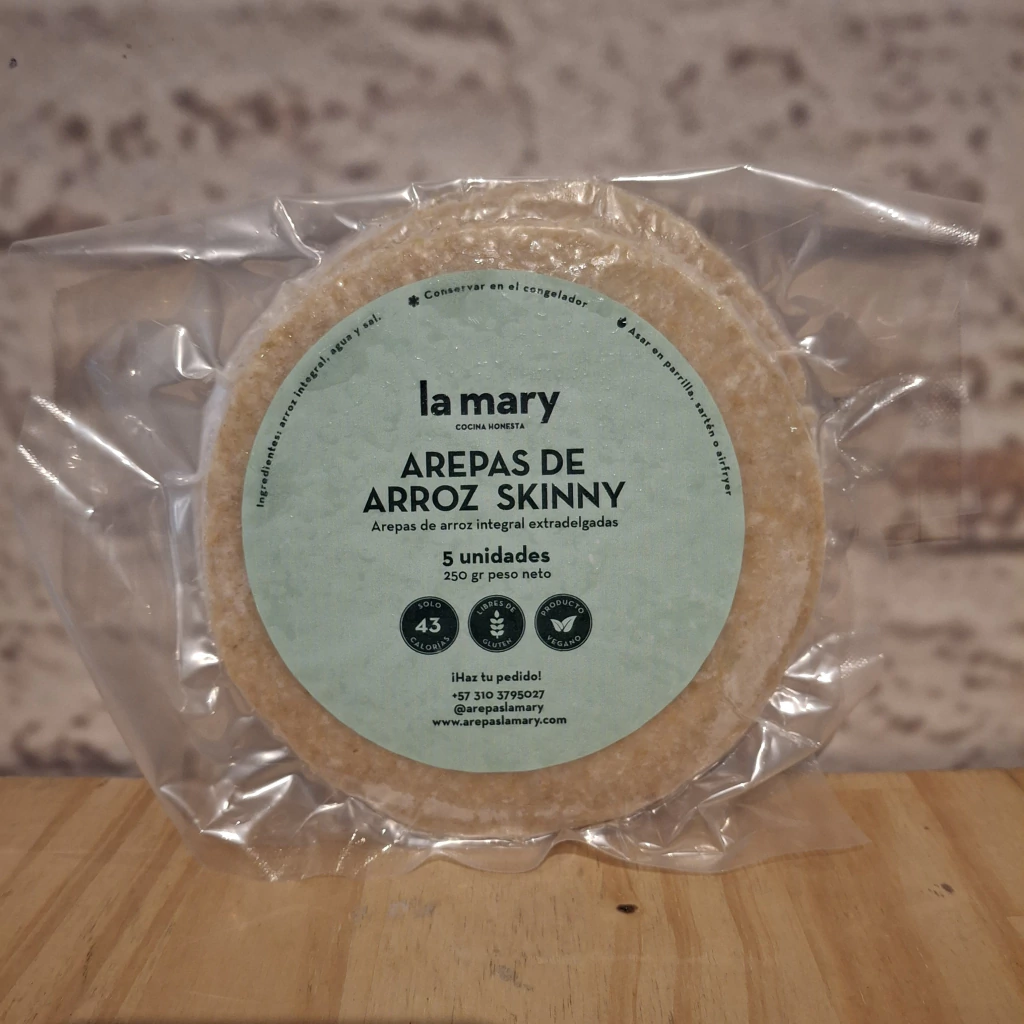 Ingredientes: arroz integral, agua y sal.
Conservar en el congelador
Asar en parrilla, sartén o airfryer
la mary
COCINA HONESTA
AREPAS DE
ARROZ SKINNY
Arepas de arroz integral extradelgadas
5 unidades
250 gr peso neto
SOLO
43
CALORÍAS
LIBRES DE
GLUTEN
PRODUCTO
VEGANO
¡Haz tu pedido!
+57 310 3795027
@arepaslamary
www.arepaslamary.com